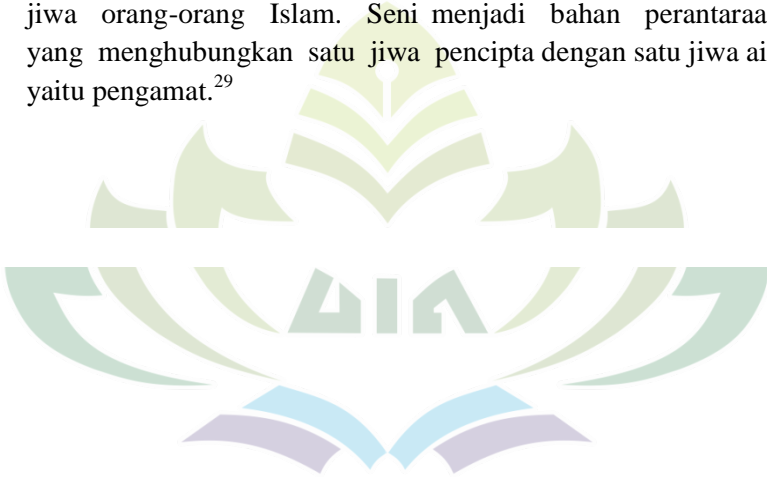 jiwa orang-orang Islam. Seni menjadi bahan perantaraa
yang menghubungkan satu jiwa pencipta dengan satu jiwa ai
yaitu pengamat.29
UIN